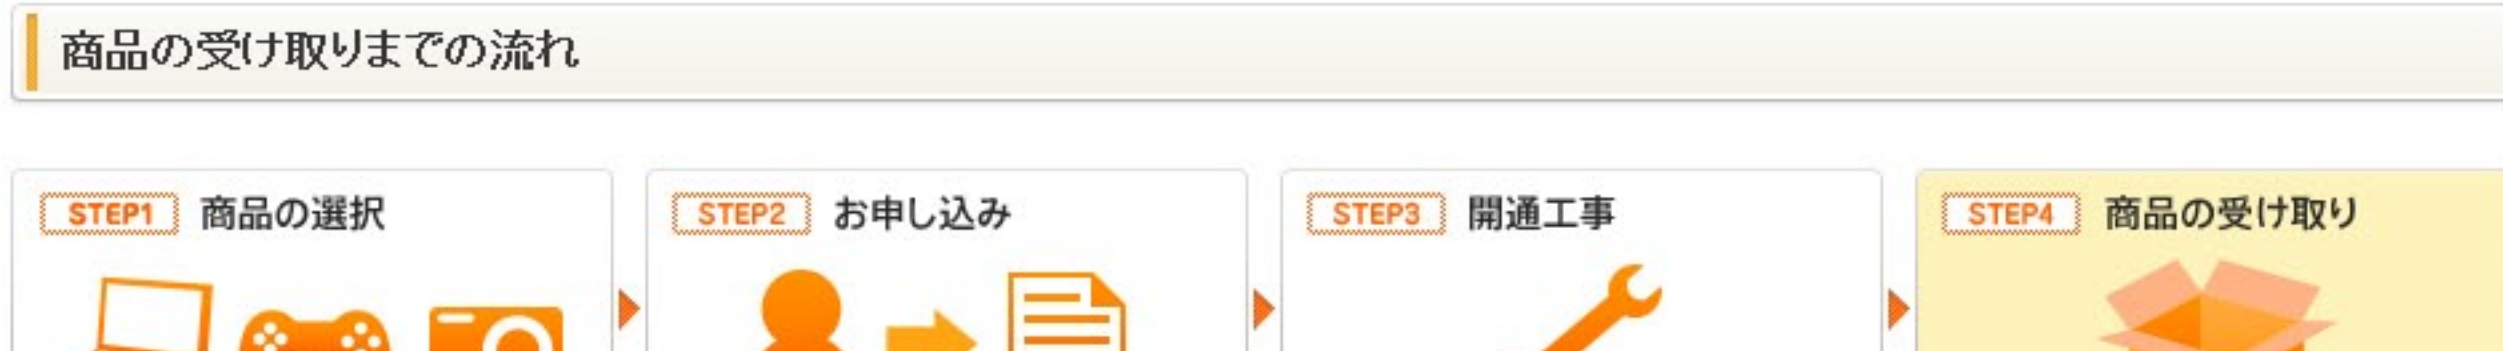 商品の受け取りまでの流れ
STEP1 商品の選択
STEP2 お申し込み
STEP3 開通工事
STEP4 商品の受け取り